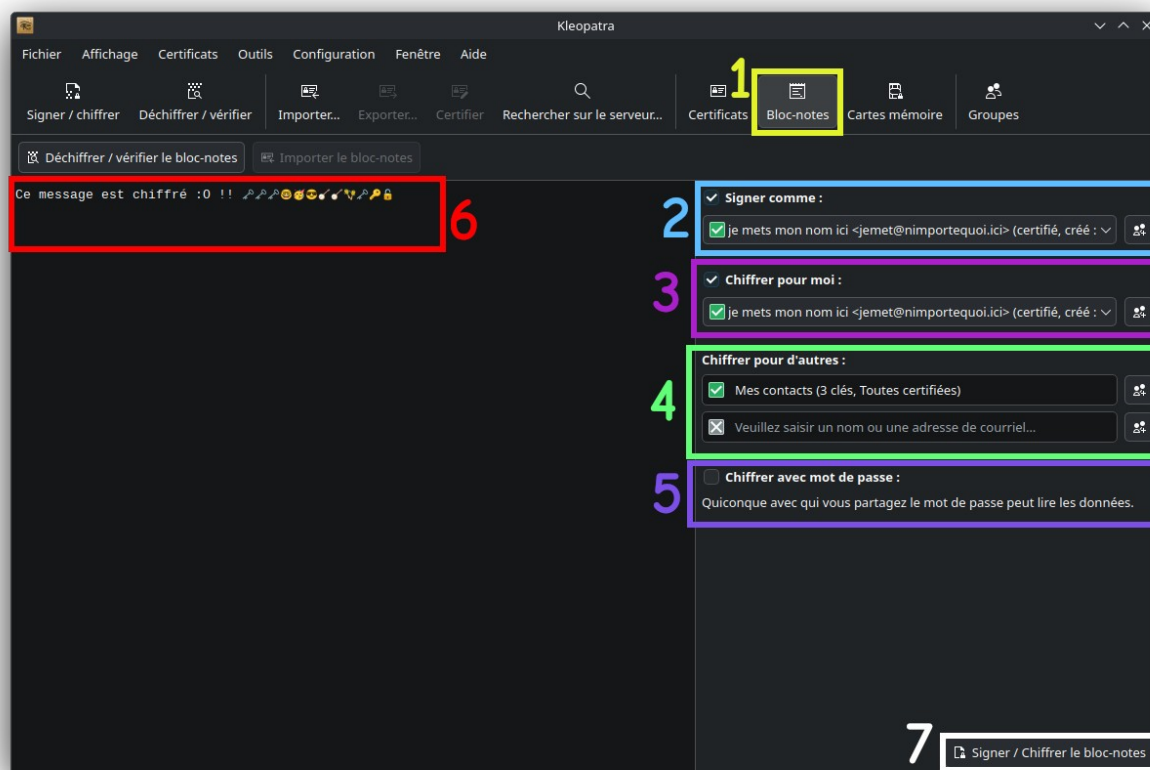 Kleopatra
Fichier Affichage Certificats Outils Configuration Fenêtre Aide
1
Signer / chiffrer Déchiffrer / vérifier Importer... Exporter... Certifier Rechercher sur le serveur... Certificats Bloc-notes Cartes mémoire Groupes
Déchiffrer / vérifier le bloc-notes Importer le bloc-notes
Ce message est chiffré :O !! 🗝🗝🗝
6
2
Signer comme :
je mets mon nom ici <jemet@nimportequoi.ici> (certifié, créé :
3
Chiffrer pour moi :
je mets mon nom ici <jemet@nimportequoi.ici> (certifié, créé :
4
Chiffrer pour d'autres :
Mes contacts (3 clés, Toutes certifiées)
Veuillez saisir un nom ou une adresse de courriel...
5
Chiffrer avec mot de passe :
Quiconque avec qui vous partagez le mot de passe peut lire les données.
7
Signer / Chiffrer le bloc-notes